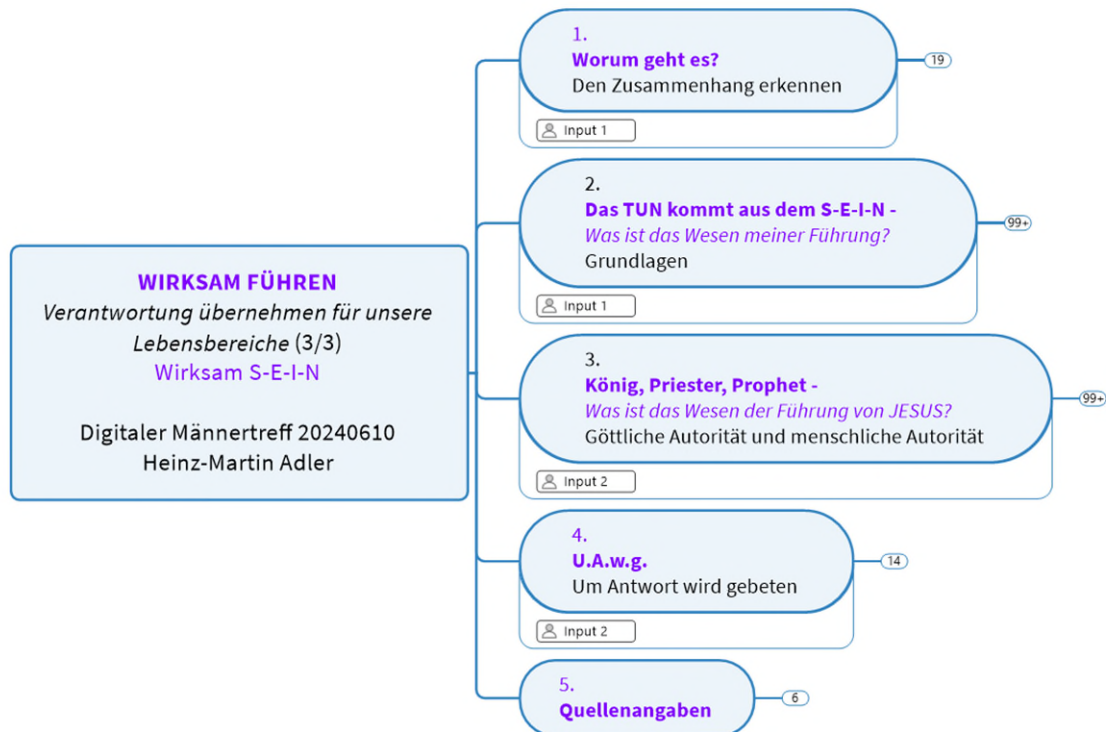 WIRKSAM FÜHREN
Verantwortung übernehmen für unsere
Lebensbereiche (3/3)
Wirksam S-E-I-N
Digitaler Männertreff 20240610
Heinz-Martin Adler
1.
Worum geht es?
Den Zusammenhang erkennen
19
Input 1
2.
Das TUN kommt aus dem S-E-I-N -
Was ist das Wesen meiner Führung?
Grundlagen
99+
Input 1
3.
König, Priester, Prophet -
Was ist das Wesen der Führung von JESUS?
Göttliche Autorität und menschliche Autorität
99+
Input 2
4.
U.A.w.g.
Um Antwort wird gebeten
14
Input 2
5.
Quellenangaben
6